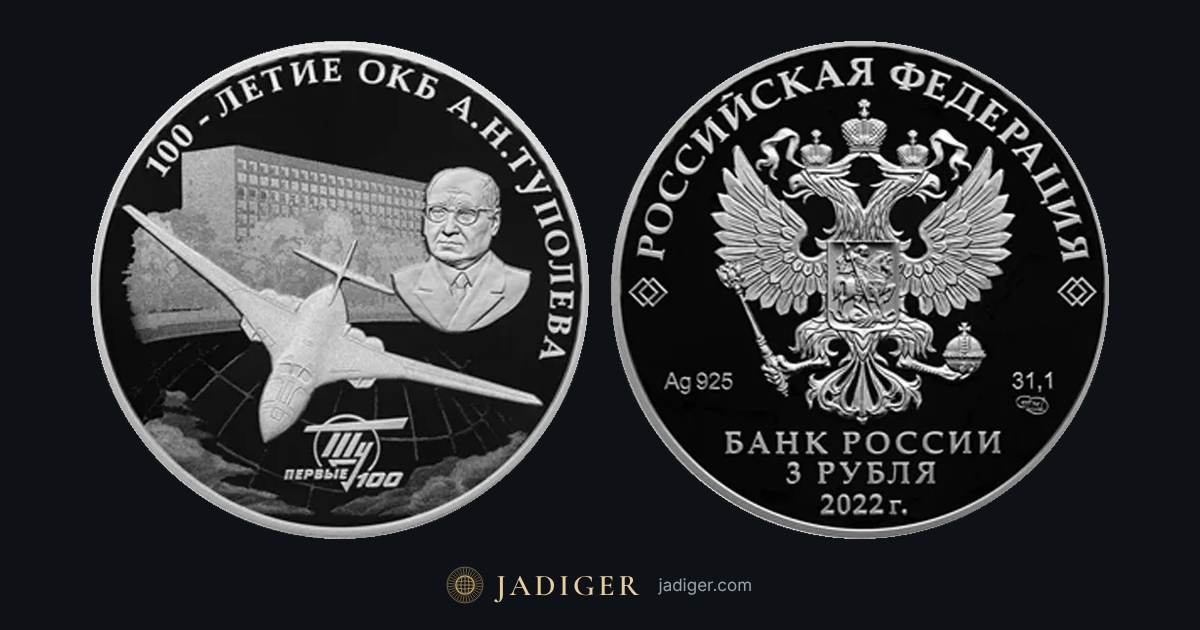 100 - ЛЕТИЕ ОКБ А.Н.ТУПОЛЕВА
Ту
ПЕРВЫЕ 100
РОССИЙСКАЯ ФЕДЕРАЦИЯ
Ag 925
31,1
БАНК РОССИИ
3 РУБЛЯ
2022 г.
JADIGER
jadiger.com